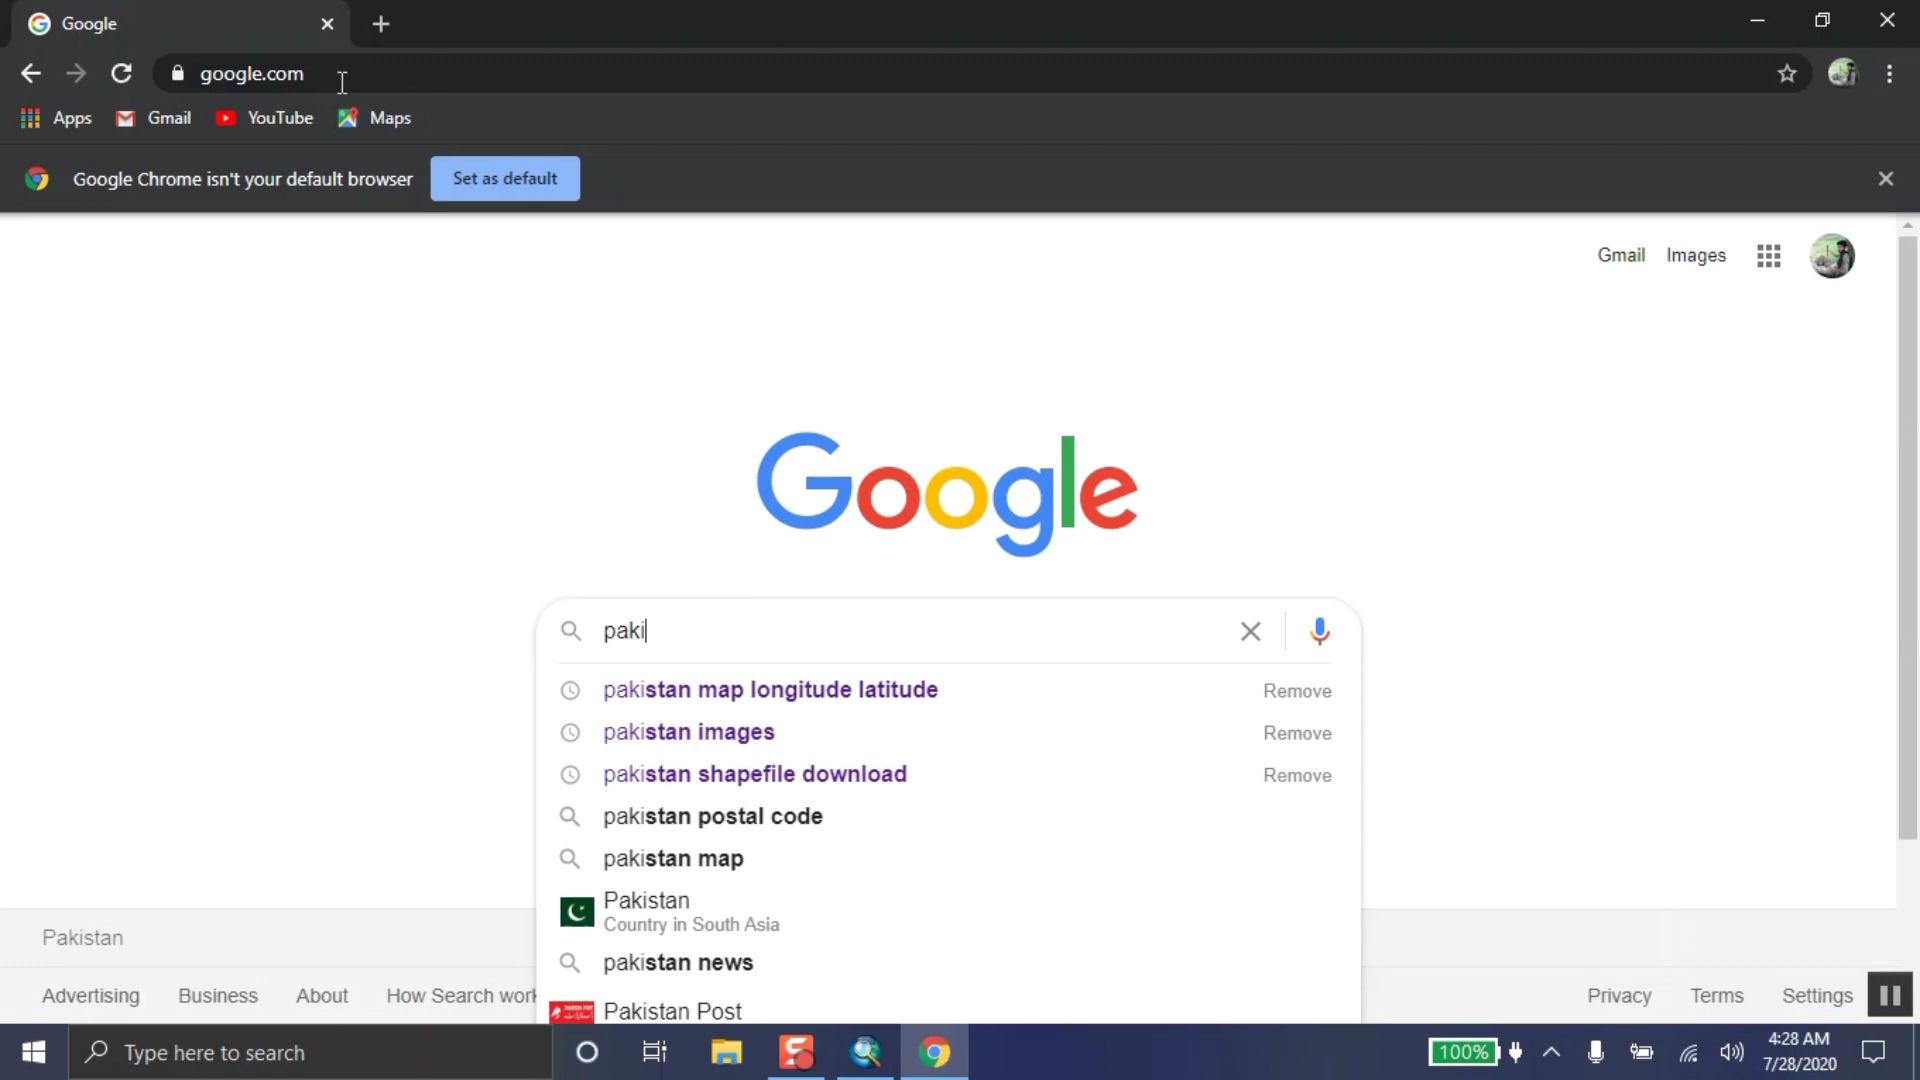 Google
google.com
Apps Gmail YouTube Maps
Google Chrome isn't your default browser Set as default
Gmail Images
Google
paki
pakistan map longitude latitude Remove
pakistan images Remove
pakistan shapefile download Remove
pakistan postal code
pakistan map
Pakistan
Country in South Asia
pakistan news
Pakistan Post
Pakistan
Advertising Business About How Search work Privacy Terms Settings
Type here to search
100%
4:28 AM
7/28/2020